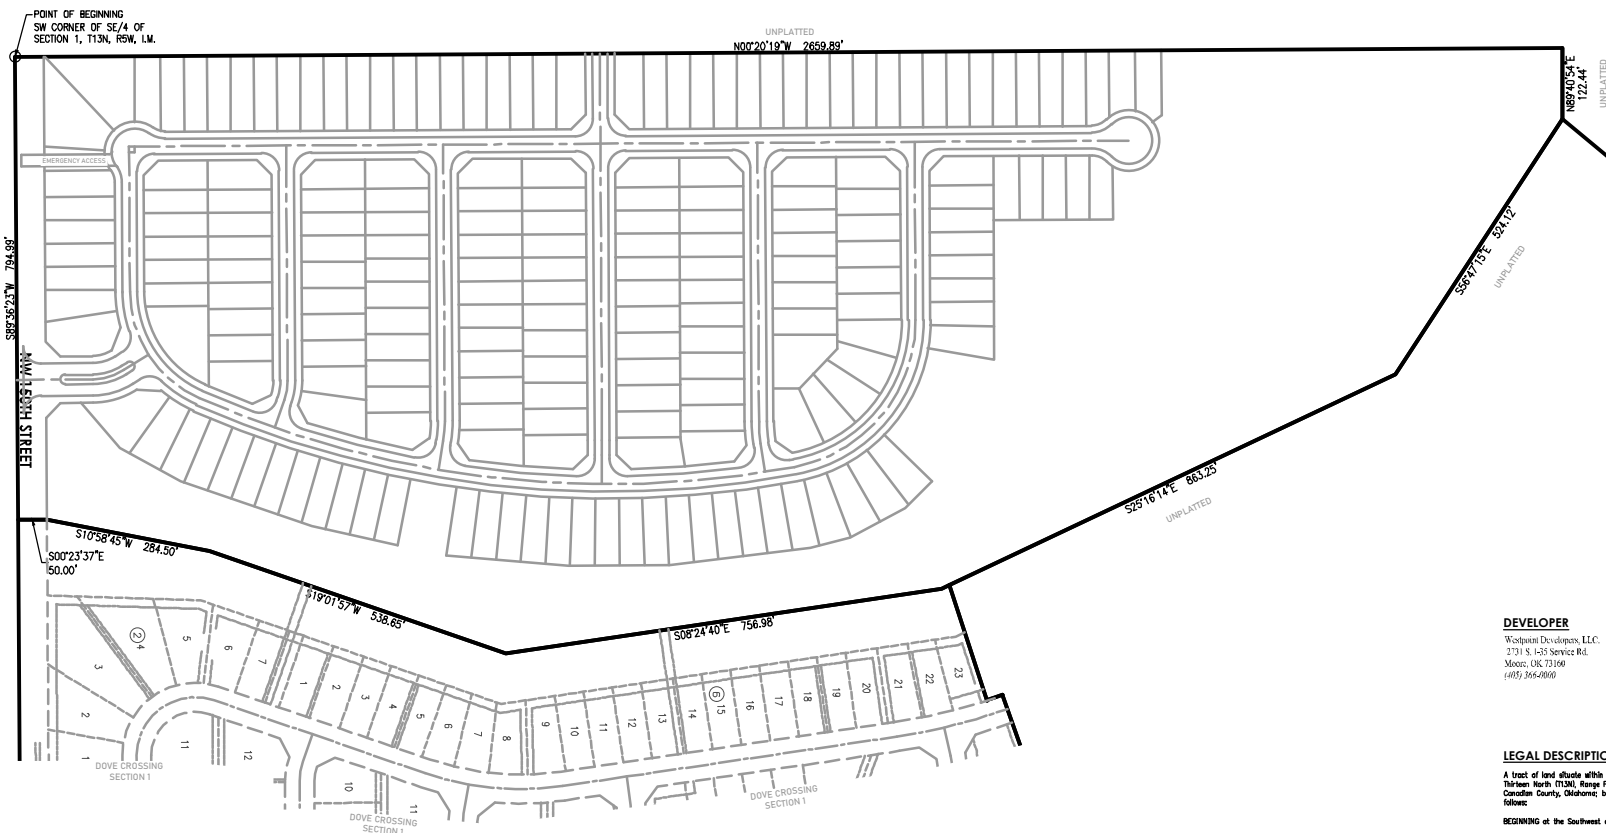 POINT OF BEGINNING
SW CORNER OF SE/4 OF
SECTION 1, T13N, R5W, I.M.
UNPLATTED
N00°20'19"W 2659.89'
N89°40'54"E
122.44'
UNPLATTED
EMERGENCY ACCESS
S89°36'23"W 794.99'
S56°47'15"E 524.12'
UNPLATTED
NW 150TH STREET
S25°16'14"E 863.25'
UNPLATTED
S10°58'45"W 284.50'
S00°23'37"E
50.00'
S19°01'57"W 538.65'
S08°24'40"E 756.98'
2
4
5
6
7
3
2
1
11
12
1
2
3
4
5
6
7
8
9
10
11
12
13
14
6
15
16
17
18
19
20
21
22
23
10
11
DOVE CROSSING
SECTION 1
DOVE CROSSING
SECTION 1
DOVE CROSSING
SECTION 1
DEVELOPER
Westpoint Developers, LLC.
2731 S. I-35 Service Rd.
Moore, OK 73160
(405) 366-0000
LEGAL DESCRIPTIO
A tract of land situate within
Thirteen North (T13N), Range F
Canadian County, Oklahoma; b
follows:
BEGINNING at the Southwest